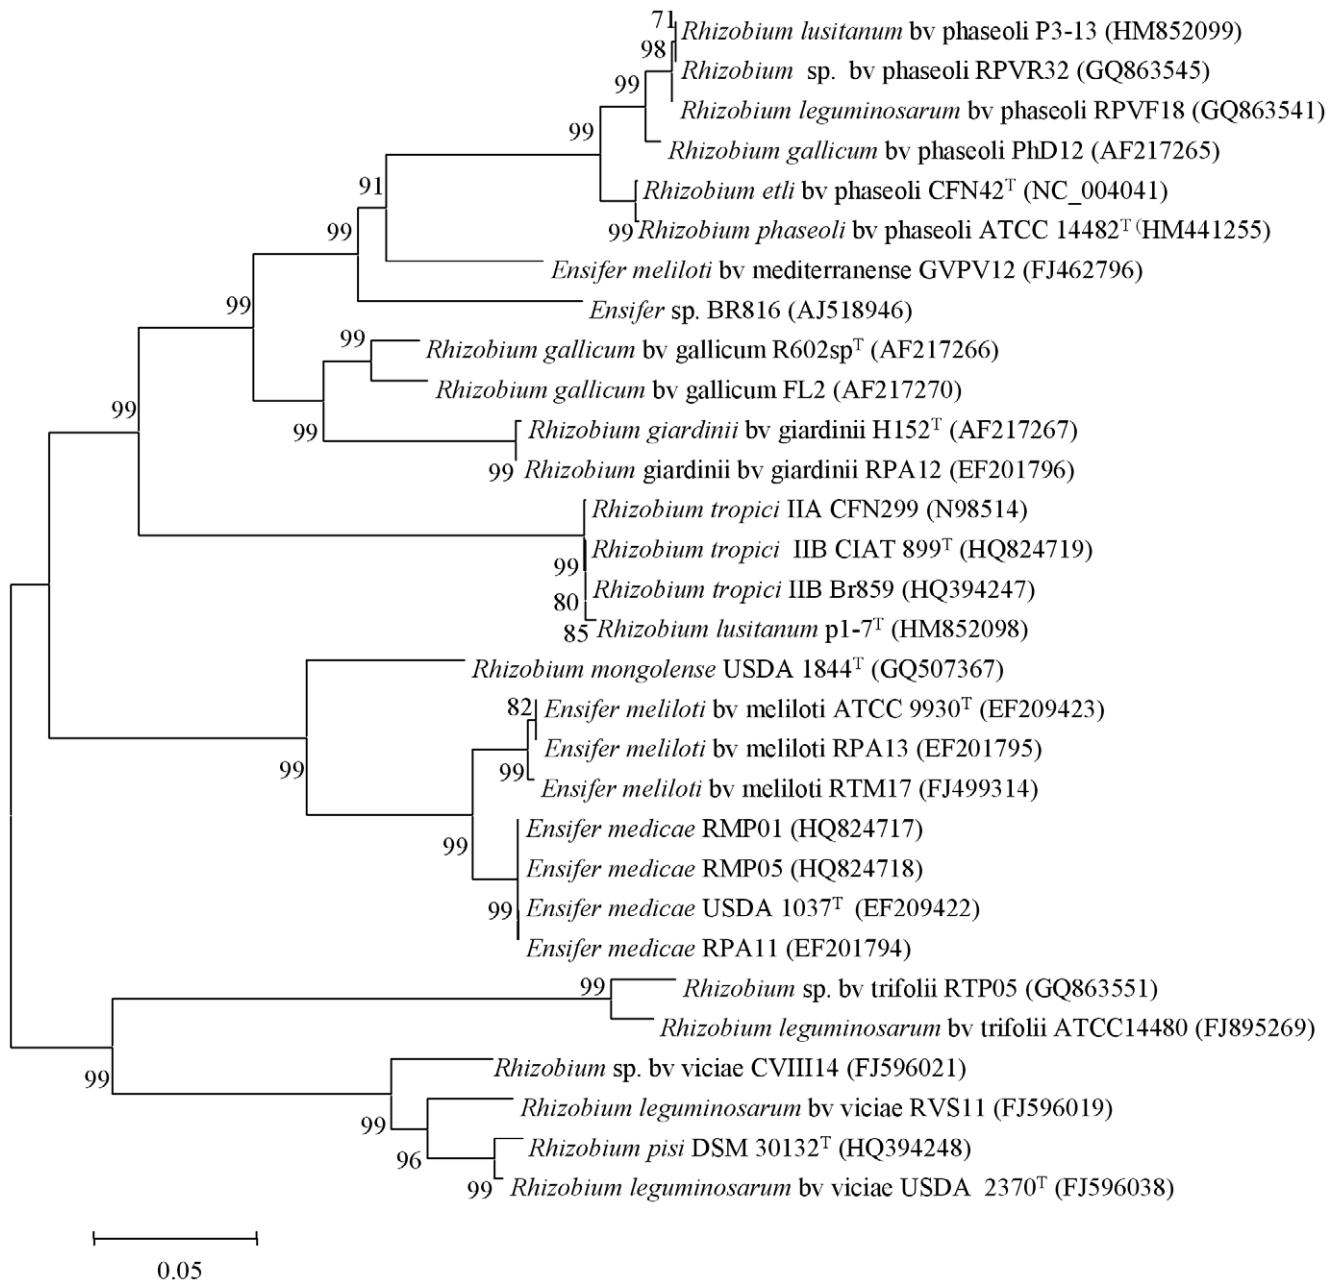 71
Rhizobium lusitanum bv phaseoli P3-13 (HM852099)
98
Rhizobium sp. bv phaseoli RPVR32 (GQ863545)
99
Rhizobium leguminosarum bv phaseoli RPVF18 (GQ863541)
99
Rhizobium gallicum bv phaseoli PhD12 (AF217265)
91
Rhizobium etli bv phaseoli CFN42ᵀ (NC_004041)
99
99
Rhizobium phaseoli bv phaseoli ATCC 14482ᵀ⁽HM441255)
Ensifer meliloti bv mediterranense GVPV12 (FJ462796)
99
Ensifer sp. BR816 (AJ518946)
99
Rhizobium gallicum bv gallicum R602spᵀ (AF217266)
Rhizobium gallicum bv gallicum FL2 (AF217270)
99
99
Rhizobium giardinii bv giardinii H152ᵀ (AF217267)
99
Rhizobium giardinii bv giardinii RPA12 (EF201796)
Rhizobium tropici IIA CFN299 (N98514)
Rhizobium tropici IIB CIAT 899ᵀ (HQ824719)
99
Rhizobium tropici IIB Br859 (HQ394247)
80
85
Rhizobium lusitanum p1-7ᵀ (HM852098)
Rhizobium mongolense USDA 1844ᵀ (GQ507367)
82
Ensifer meliloti bv meliloti ATCC 9930ᵀ (EF209423)
Ensifer meliloti bv meliloti RPA13 (EF201795)
99
99
Ensifer meliloti bv meliloti RTM17 (FJ499314)
Ensifer medicae RMP01 (HQ824717)
99
Ensifer medicae RMP05 (HQ824718)
99
Ensifer medicae USDA 1037ᵀ (EF209422)
Ensifer medicae RPA11 (EF201794)
99
Rhizobium sp. bv trifolii RTP05 (GQ863551)
Rhizobium leguminosarum bv trifolii ATCC14480 (FJ895269)
Rhizobium sp. bv viciae CVIII14 (FJ596021)
99
Rhizobium leguminosarum bv viciae RVS11 (FJ596019)
99
Rhizobium pisi DSM 30132ᵀ (HQ394248)
96
99
Rhizobium leguminosarum bv viciae USDA 2370ᵀ (FJ596038)
0.05